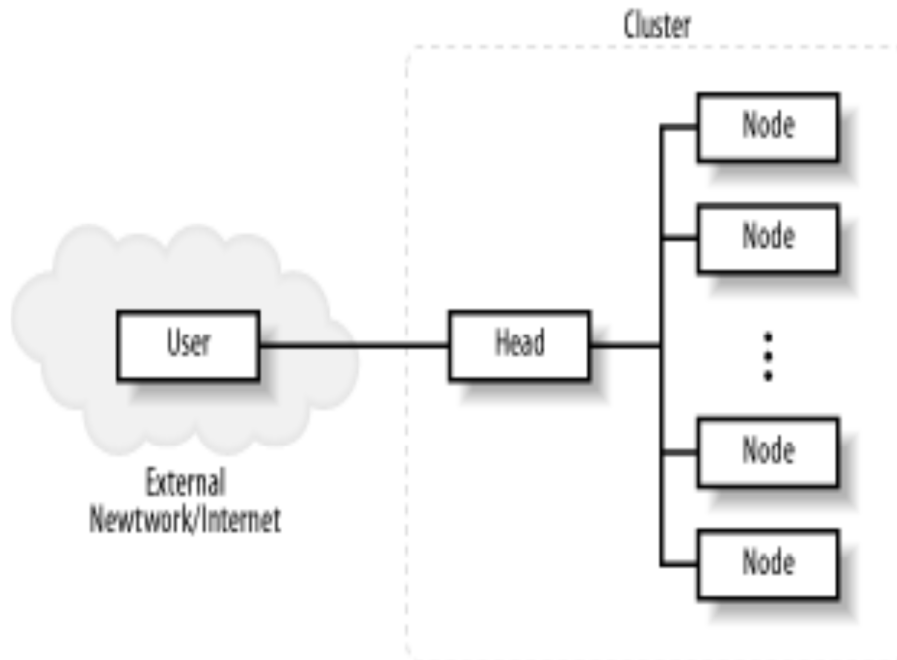 Cluster
Node
Node
User
Head
Node
External
Newtwork/Internet
Node